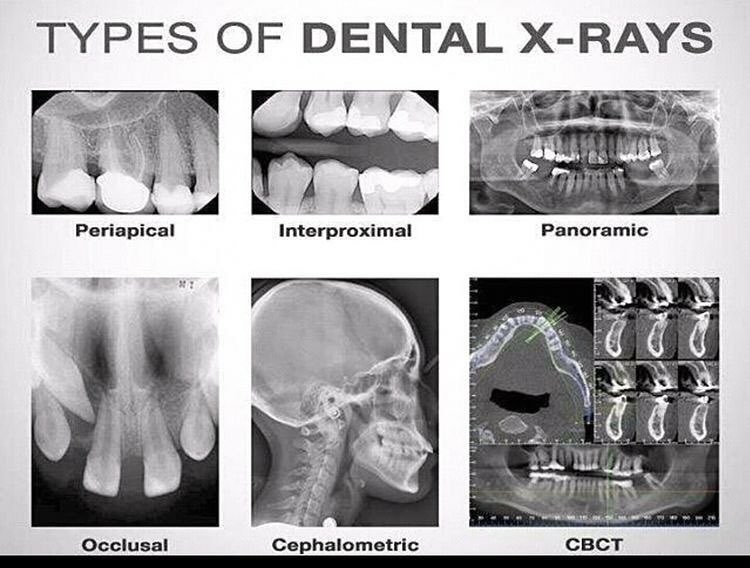 TYPES OF DENTAL X-RAYS
Periapical
Interproximal
Panoramic
Occlusal
Cephalometric
CBCT